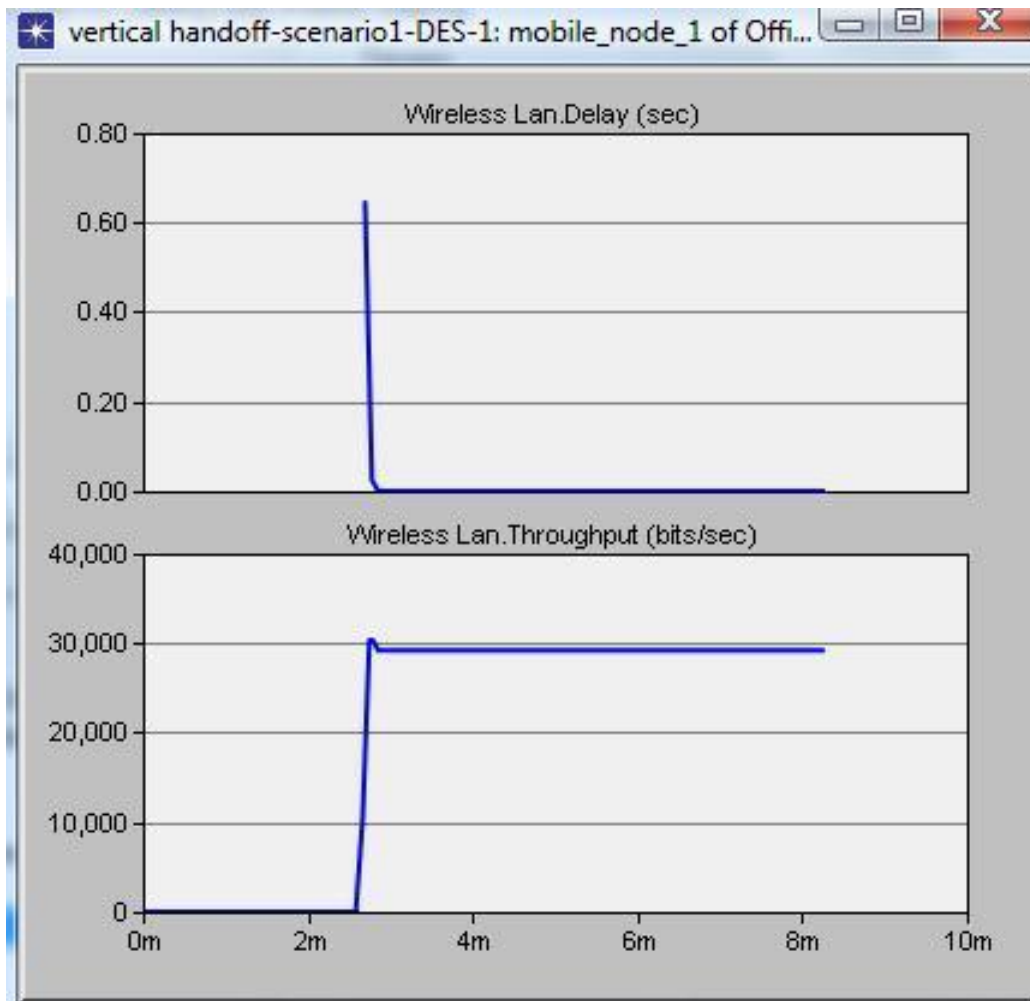 vertical handoff-scenario1-DES-1: mobile_node_1 of Offi...
Wireless Lan.Delay (sec)
0.80
0.60
0.40
0.20
0.00
Wireless Lan.Throughput (bits/sec)
40,000
30,000
20,000
10,000
0
0m 2m 4m 6m 8m 10m